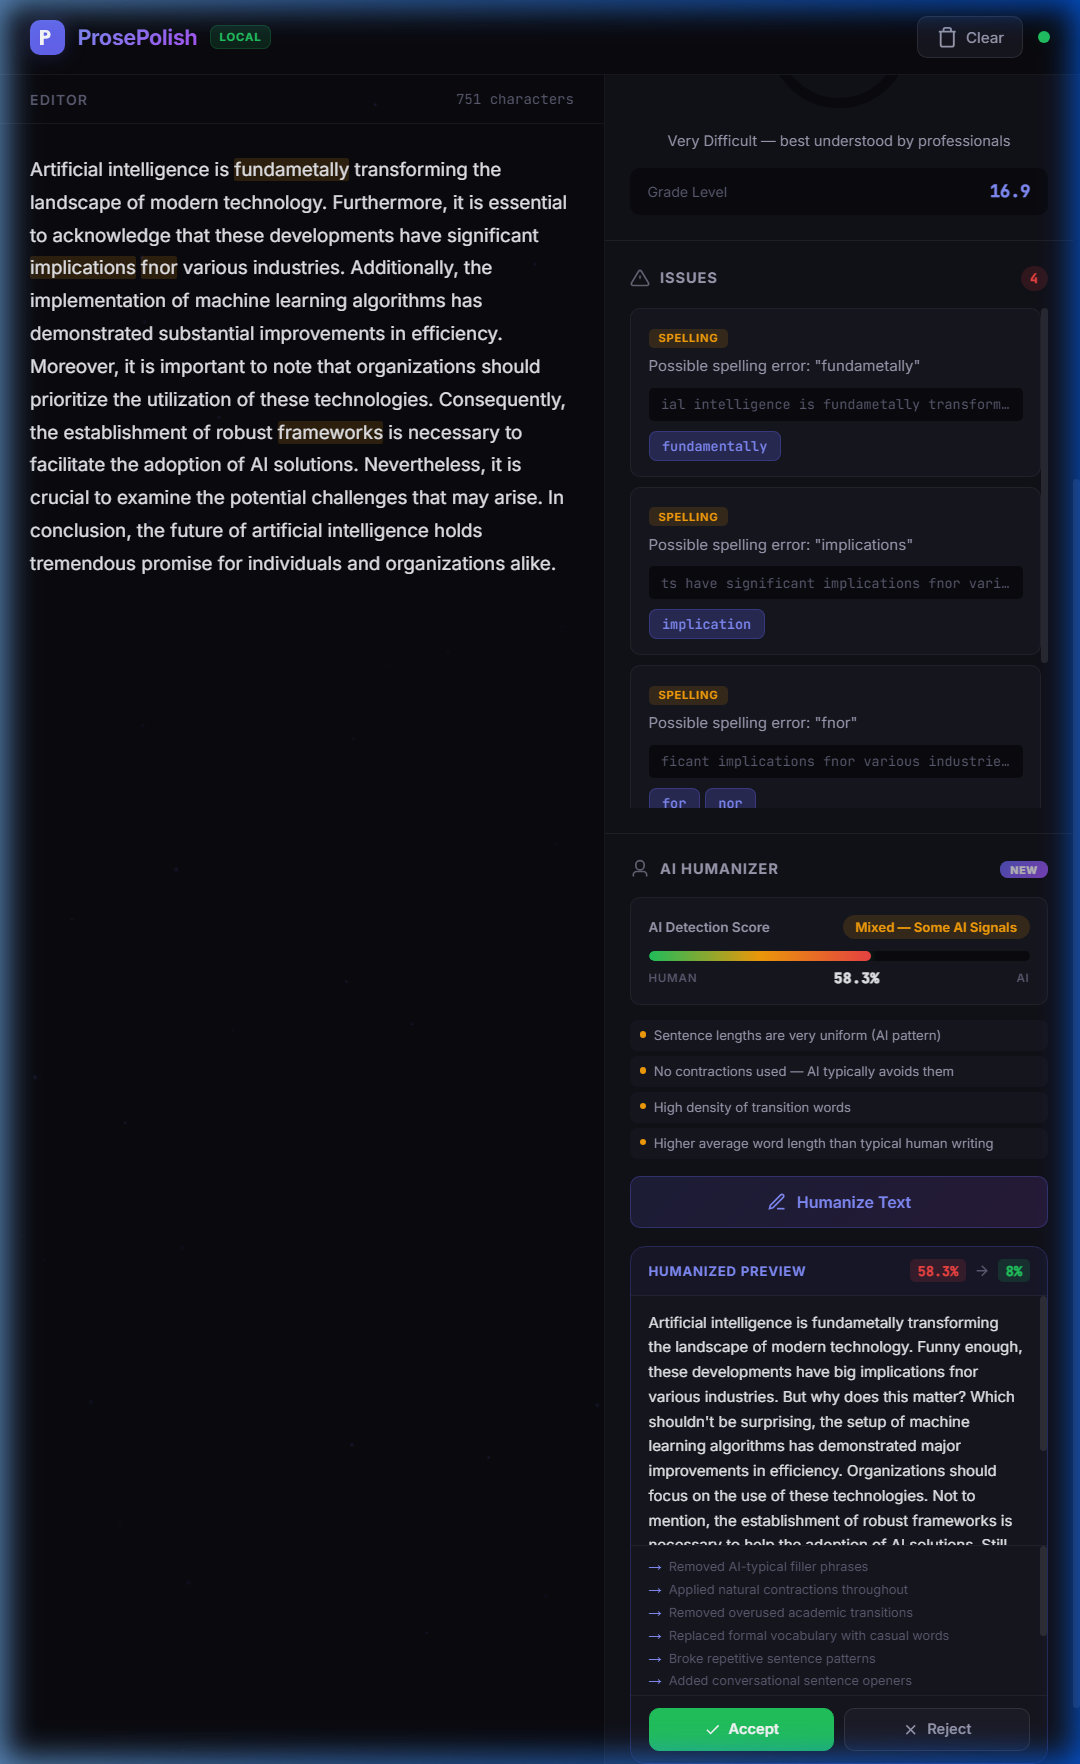 P ProsePolish LOCAL
Clear
EDITOR
751 characters
Artificial intelligence is fundametally transforming the
landscape of modern technology. Furthermore, it is essential
to acknowledge that these developments have significant
implications fnor various industries. Additionally, the
implementation of machine learning algorithms has
demonstrated substantial improvements in efficiency.
Moreover, it is important to note that organizations should
prioritize the utilization of these technologies. Consequently,
the establishment of robust frameworks is necessary to
facilitate the adoption of AI solutions. Nevertheless, it is
crucial to examine the potential challenges that may arise. In
conclusion, the future of artificial intelligence holds
tremendous promise for individuals and organizations alike.
Very Difficult — best understood by professionals
Grade Level 16.9
ISSUES 4
SPELLING
Possible spelling error: "fundametally"
ial intelligence is fundametally transform…
fundamentally
SPELLING
Possible spelling error: "implications"
ts have significant implications fnor vari…
implication
SPELLING
Possible spelling error: "fnor"
ficant implications fnor various industrie…
for nor
AI HUMANIZER NEW
AI Detection Score Mixed — Some AI Signals
HUMAN 58.3% AI
Sentence lengths are very uniform (AI pattern)
No contractions used — AI typically avoids them
High density of transition words
Higher average word length than typical human writing
Humanize Text
HUMANIZED PREVIEW 58.3% → 8%
Artificial intelligence is fundametally transforming
the landscape of modern technology. Funny enough,
these developments have big implications fnor
various industries. But why does this matter? Which
shouldn't be surprising, the setup of machine
learning algorithms has demonstrated major
improvements in efficiency. Organizations should
focus on the use of these technologies. Not to
mention, the establishment of robust frameworks is
necessary to help the adoption of AI solutions. Still,
→ Removed AI-typical filler phrases
→ Applied natural contractions throughout
→ Removed overused academic transitions
→ Replaced formal vocabulary with casual words
→ Broke repetitive sentence patterns
→ Added conversational sentence openers
Accept
Reject